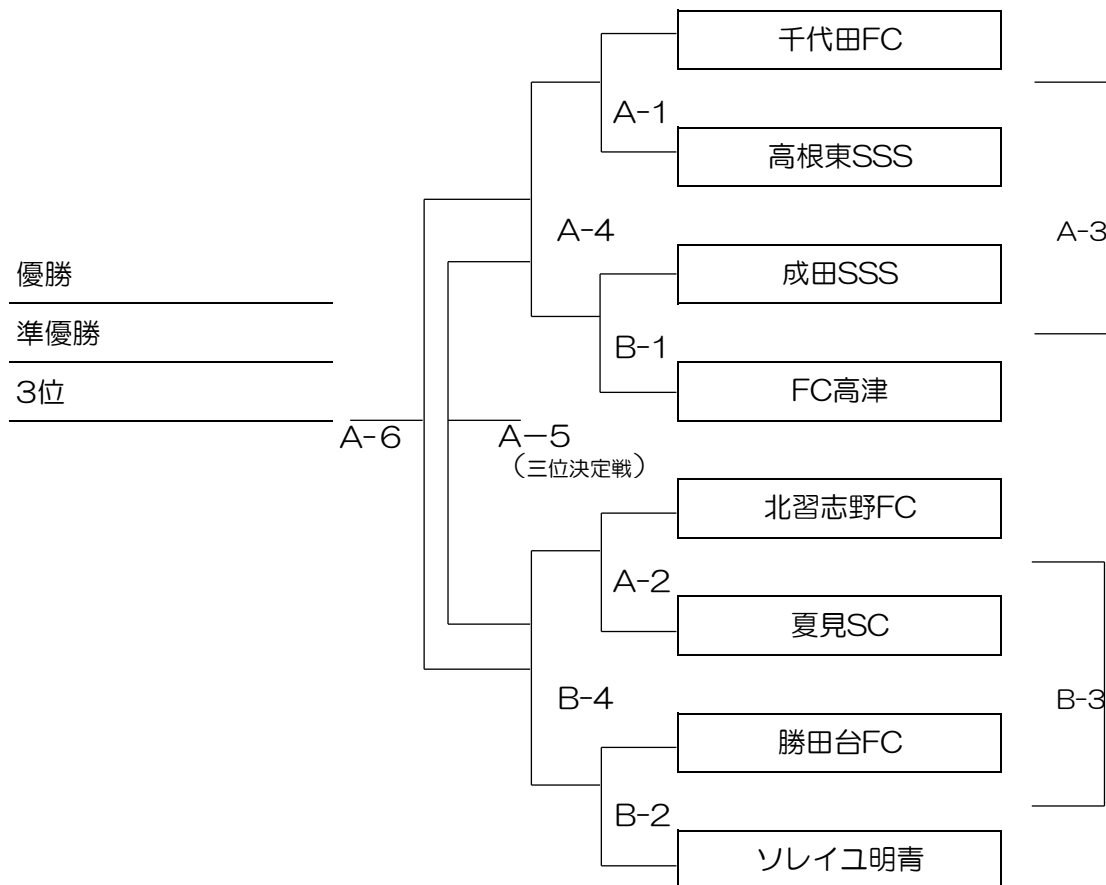 千代田FC
A-1
高根東SSS
A-4
A-3
優勝
成田SSS
準優勝
B-1
3位
FC高津
A-6
A-5
（三位決定戦）
北習志野FC
A-2
夏見SC
B-4
B-3
勝田台FC
B-2
ソレイユ明青